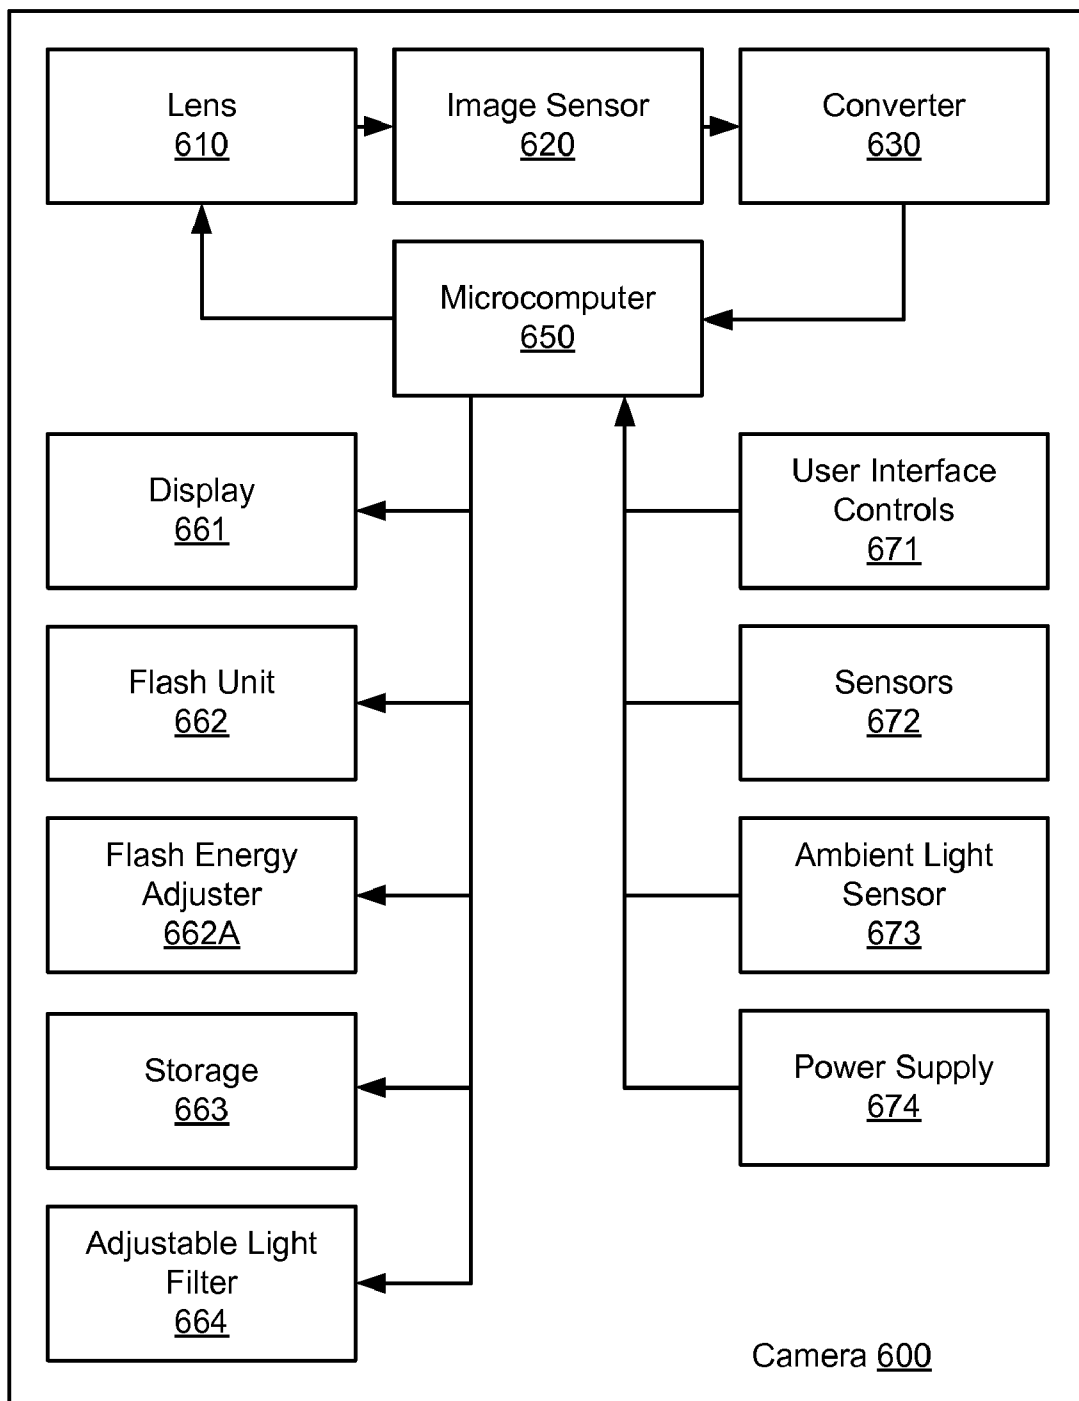 Lens
610
Image Sensor
620
Converter
630
Microcomputer
650
Display
661
User Interface
Controls
671
Flash Unit
662
Sensors
672
Flash Energy
Adjuster
662A
Ambient Light
Sensor
673
Storage
663
Power Supply
674
Adjustable Light
Filter
664
Camera 600